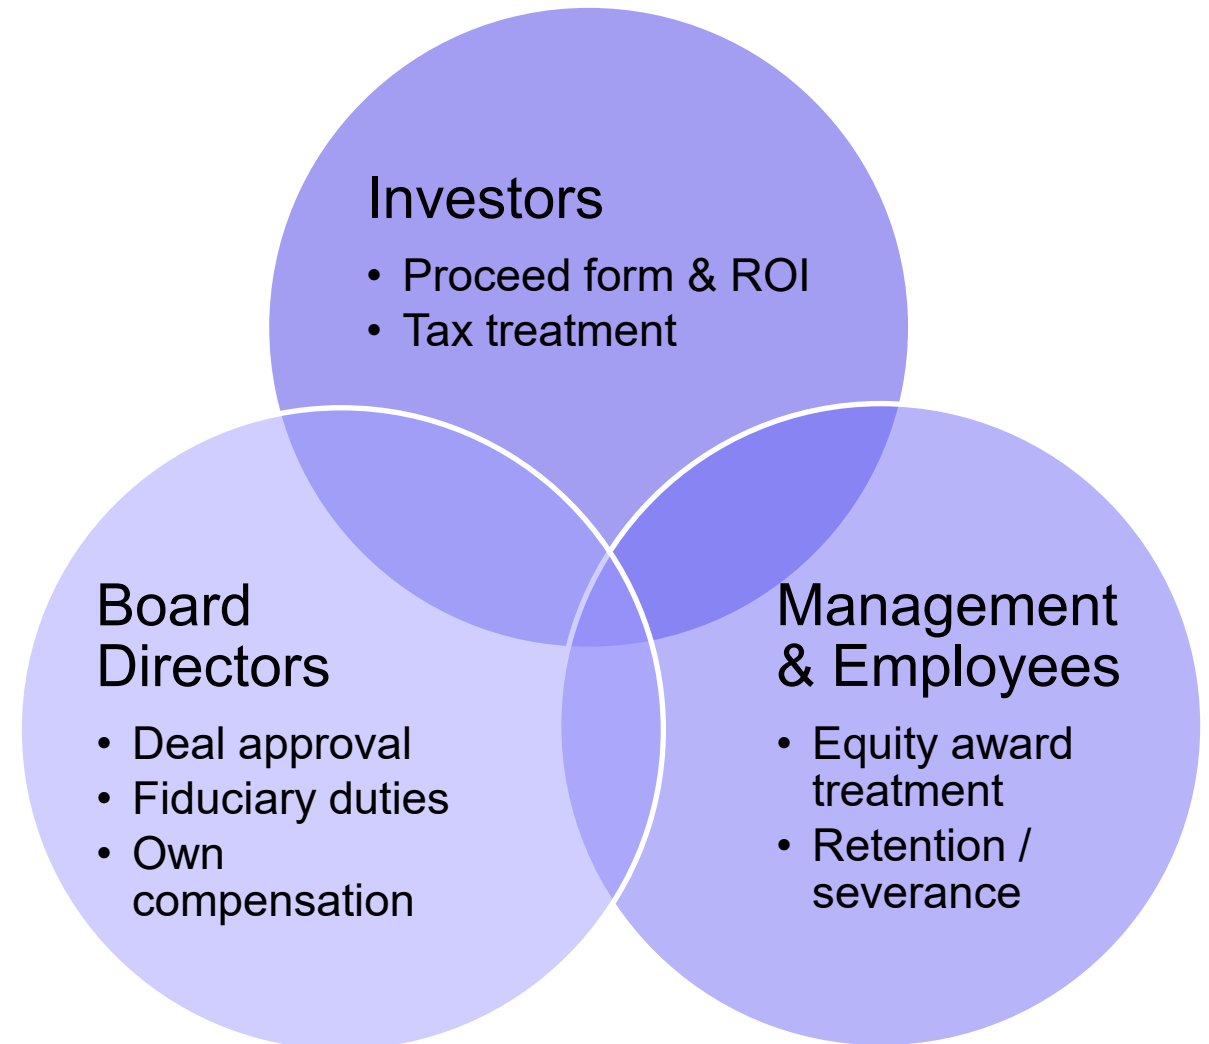 Investors
• Proceed form & ROI
• Tax treatment
Board
Directors
• Deal approval
• Fiduciary duties
• Own
compensation
Management
& Employees
• Equity award
treatment
• Retention /
severance